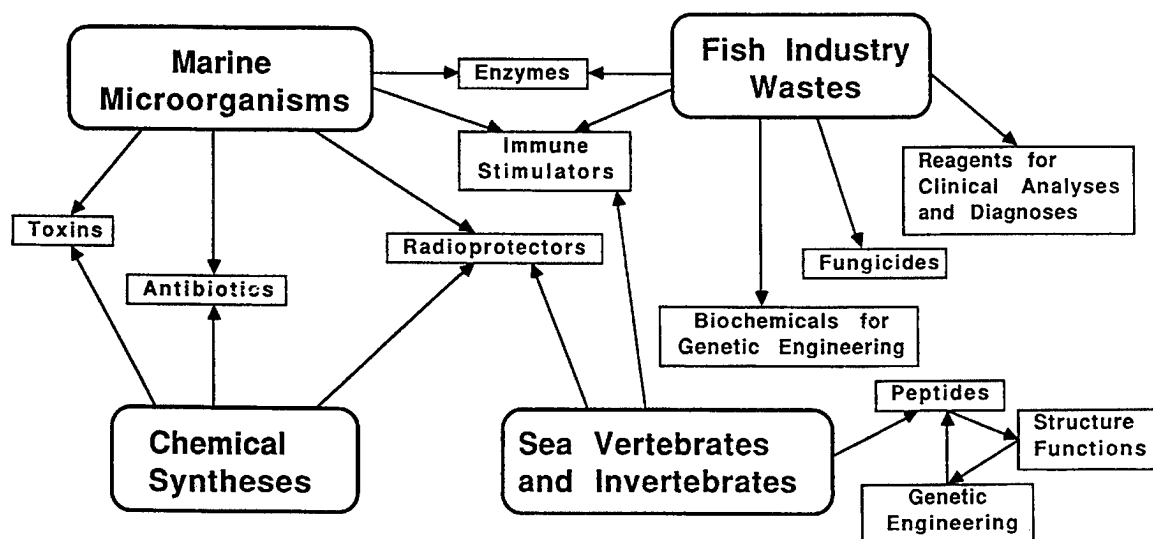 Marine
Microorganisms
Fish Industry
Wastes
Enzymes
Immune
Stimulators
Reagents for
Clinical Analyses
and Diagnoses
Toxins
Radioprotectors
Fungicides
Antibiotics
Biochemicals for
Genetic Engineering
Peptides
Structure
Functions
Chemical
Syntheses
Sea Vertebrates
and Invertebrates
Genetic
Engineering